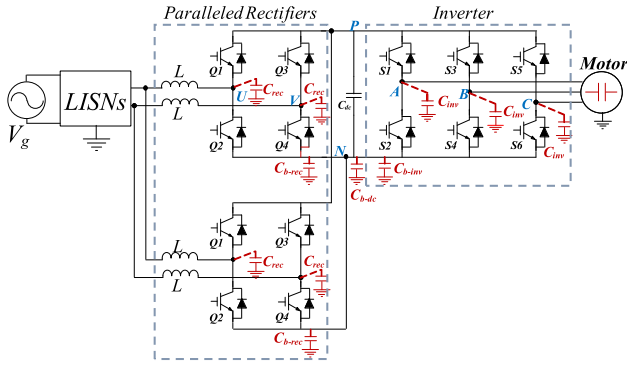 Paralleled Rectifiers
Inverter
P
Q1
Q3
S1
S3
S5
Motor
L
C_rec
C_rec
C_dc
LISNs
U
V
A
B
C
L
C_inv
C_inv
V_g
Q2
Q4
N
S2
S4
S6
C_inv
C_b-rec
C_b-dc
C_b-inv
Q1
Q3
L
C_rec
C_rec
L
Q2
Q4
C_b-rec